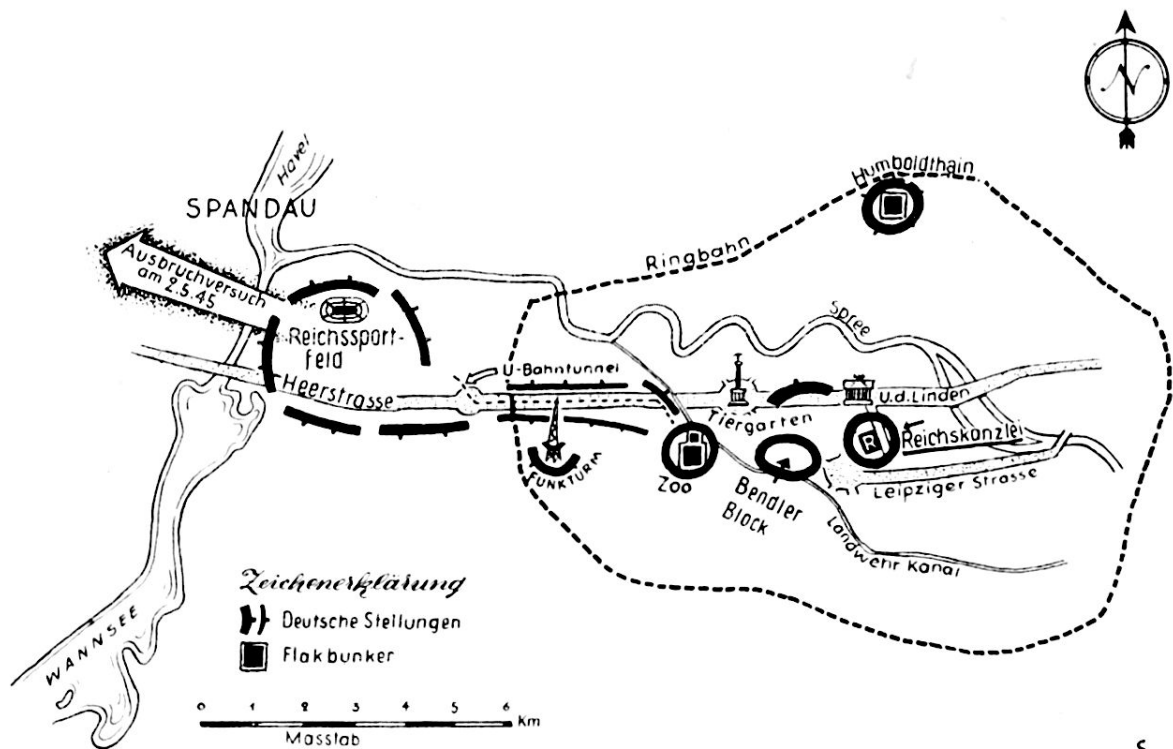 N
Humboldthain
Havel
SPANDAU
Ringbahn
Ausbruchversuch
am 2.5.45
Spree
Reichssport-
feld
U-Bahntunnel
Heerstrasse
U.d. Linden
Tiergarten
R
Reichskanzlei
FUNKTURM
Zoo
Bendler
Block
Leipziger Strasse
Landwehr Kanal
Zeichenerklärung
Deutsche Stellungen
Flakbunker
WANNSEE
0 1 2 3 4 5 6 Km
Masstab